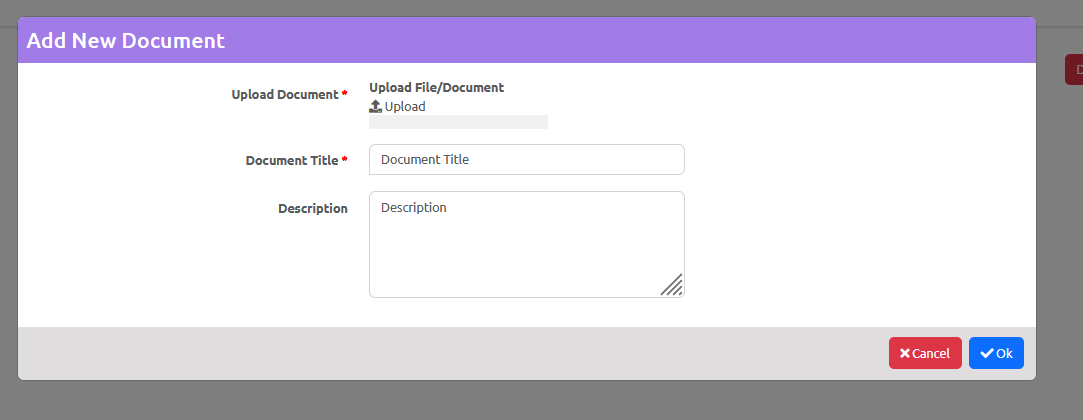 Add New Document
Upload Document *
Upload File/Document
Upload
Document Title *
Document Title
Description
Description
Cancel
Ok